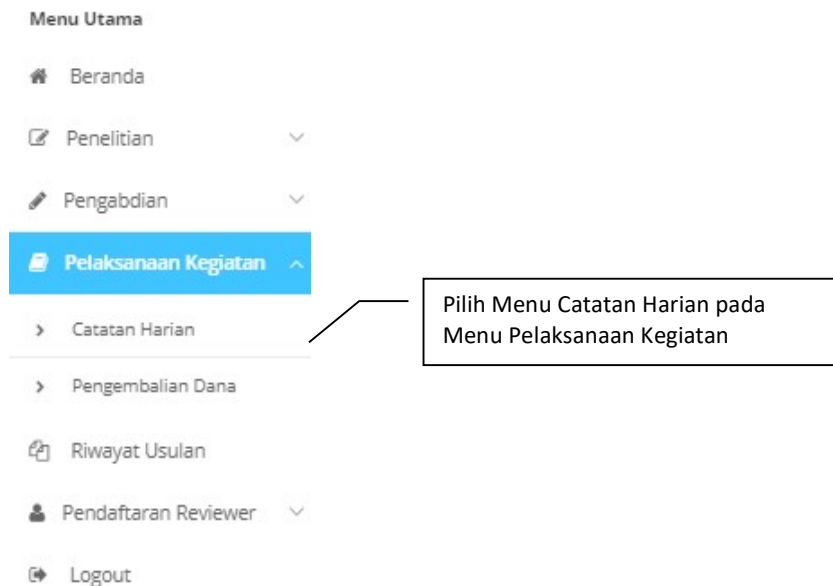 Menu Utama
Beranda
Penelitian
Pengabdian
Pelaksanaan Kegiatan
Catatan Harian
Pilih Menu Catatan Harian pada
Menu Pelaksanaan Kegiatan
Pengembalian Dana
Riwayat Usulan
Pendaftaran Reviewer
Logout